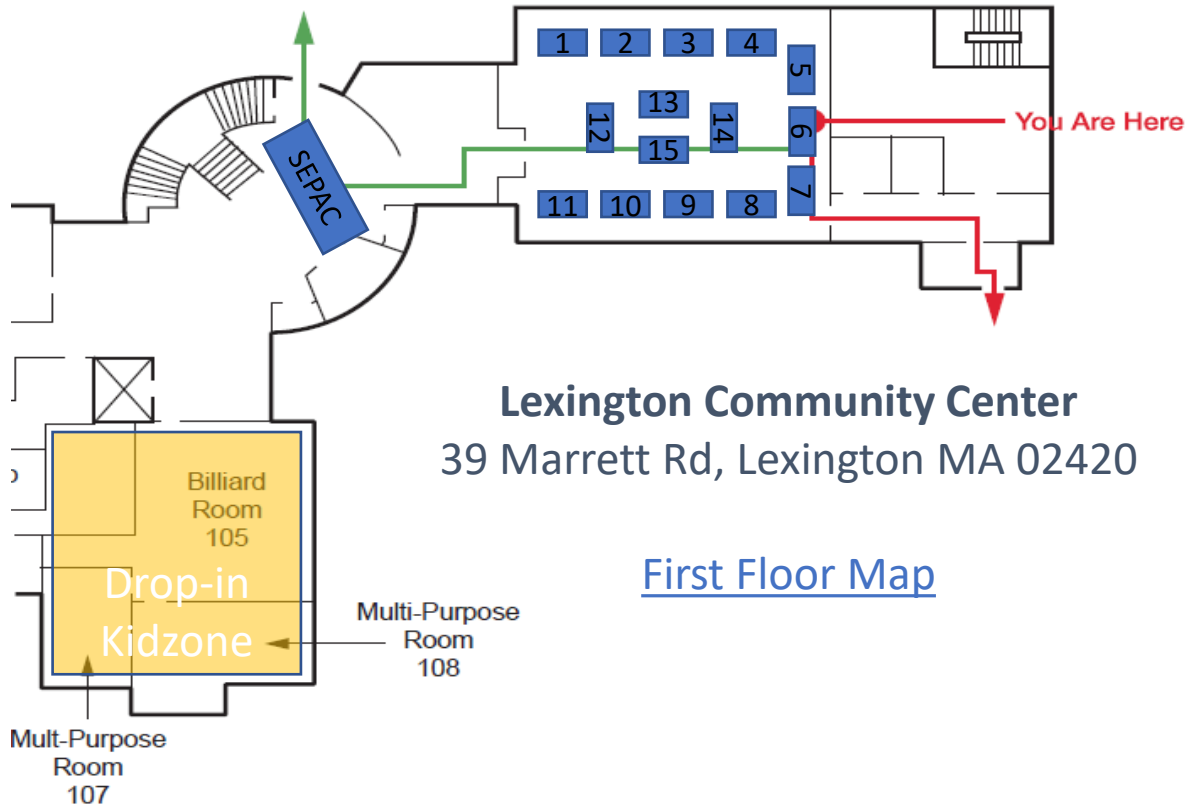 1 2 3 4
5
13
12 14
6
You Are Here
15
SEPAC
7
11 10 9 8
Lexington Community Center
39 Marrett Rd, Lexington MA 02420
First Floor Map
Billiard
Room
105
Drop-in
Kidzone
Multi-Purpose
Room
108
Mult-Purpose
Room
107